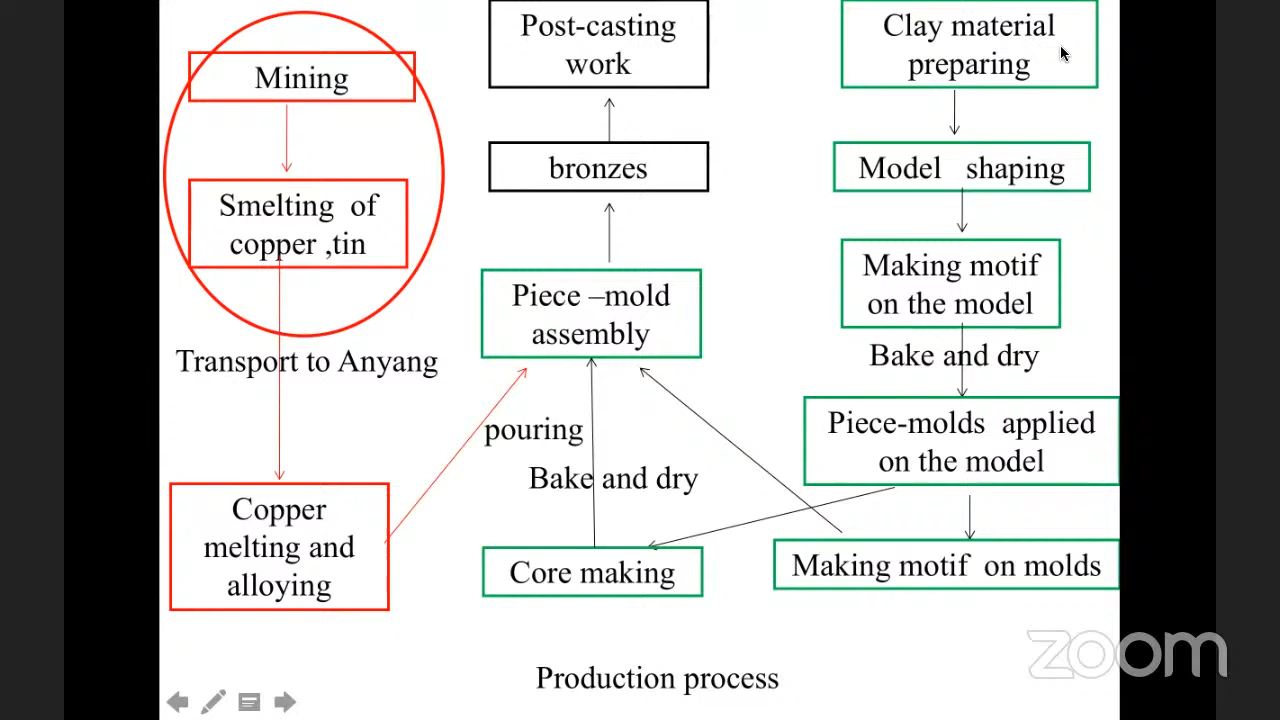 Mining
Smelting of
copper ,tin
Transport to Anyang
Copper
melting and
alloying
Post-casting
work
bronzes
Piece –mold
assembly
pouring
Bake and dry
Core making
Clay material
preparing
Model shaping
Making motif
on the model
Bake and dry
Piece-molds applied
on the model
Making motif on molds
Production process
zoom